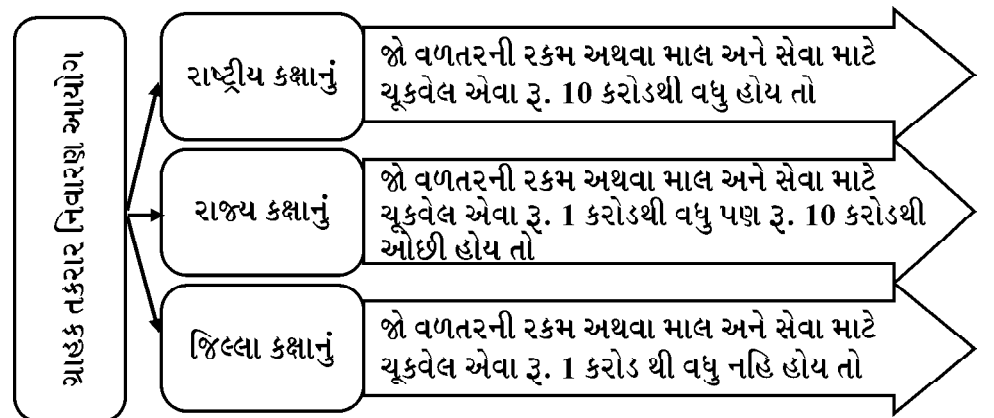 ગ્રાહક તકરાર નિવારણ આયોગ
રાષ્ટ્રીય કક્ષાનું
જો વળતરની રકમ અથવા માલ અને સેવા માટે
ચૂકવેલ એવા રૂ. 10 કરોડથી વધુ હોય તો
રાજ્ય કક્ષાનું
જો વળતરની રકમ અથવા માલ અને સેવા માટે
ચૂકવેલ એવા રૂ. 1 કરોડથી વધુ પણ રૂ. 10 કરોડથી
ઓછી હોય તો
જિલ્લા કક્ષાનું
જો વળતરની રકમ અથવા માલ અને સેવા માટે
ચૂકવેલ એવા રૂ. 1 કરોડ થી વધુ નહિ હોય તો